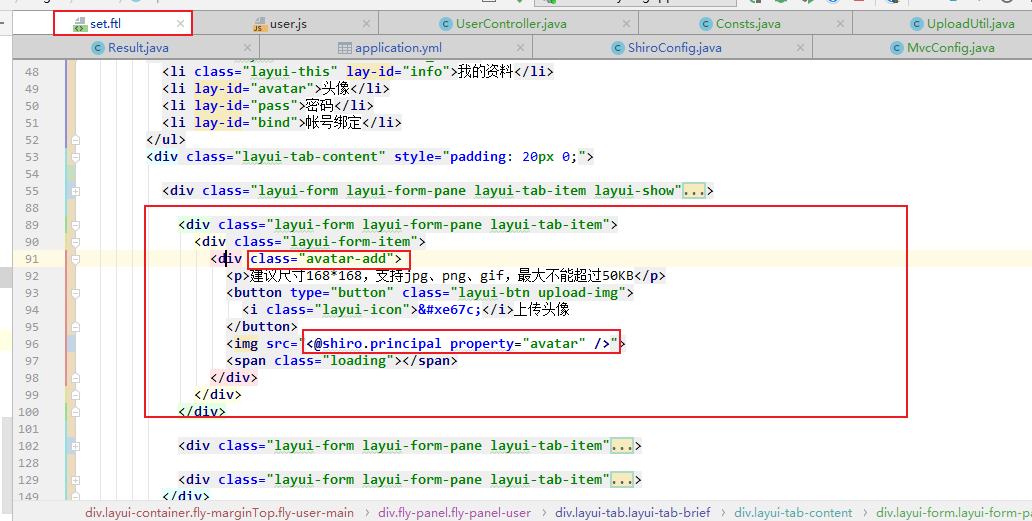 set.ftl user.js UserController.java Consts.java UploadUtil.java
Result.java application.yml ShiroConfig.java MvcConfig.java
48 <li class="layui-this" lay-id="info">我的资料</li>
49 <li lay-id="avatar">头像</li>
50 <li lay-id="pass">密码</li>
51 <li lay-id="bind">帐号绑定</li>
52 </ul>
53 <div class="layui-tab-content" style="padding: 20px 0;">
54
55 <div class="layui-form layui-form-pane layui-tab-item layui-show"...>
88
89 <div class="layui-form layui-form-pane layui-tab-item">
90 <div class="layui-form-item">
91 <div class="avatar-add">
92 <p>建议尺寸168*168，支持jpg、png、gif，最大不能超过50KB</p>
93 <button type="button" class="layui-btn upload-img">
94 <i class="layui-icon">&#xe67c;</i>上传头像
95 </button>
96 <img src="<@shiro.principal property="avatar" />">
97 <span class="loading"></span>
98 </div>
99 </div>
100 </div>
101
102 <div class="layui-form layui-form-pane layui-tab-item"...>
128
129 <div class="layui-form layui-form-pane layui-tab-item"...>
149 </div>
div.layui-container.fly-marginTop.fly-user-main › div.fly-panel.fly-panel-user › div.layui-tab.layui-tab-brief › div.layui-tab-content › div.layui-form.layui-form-pa